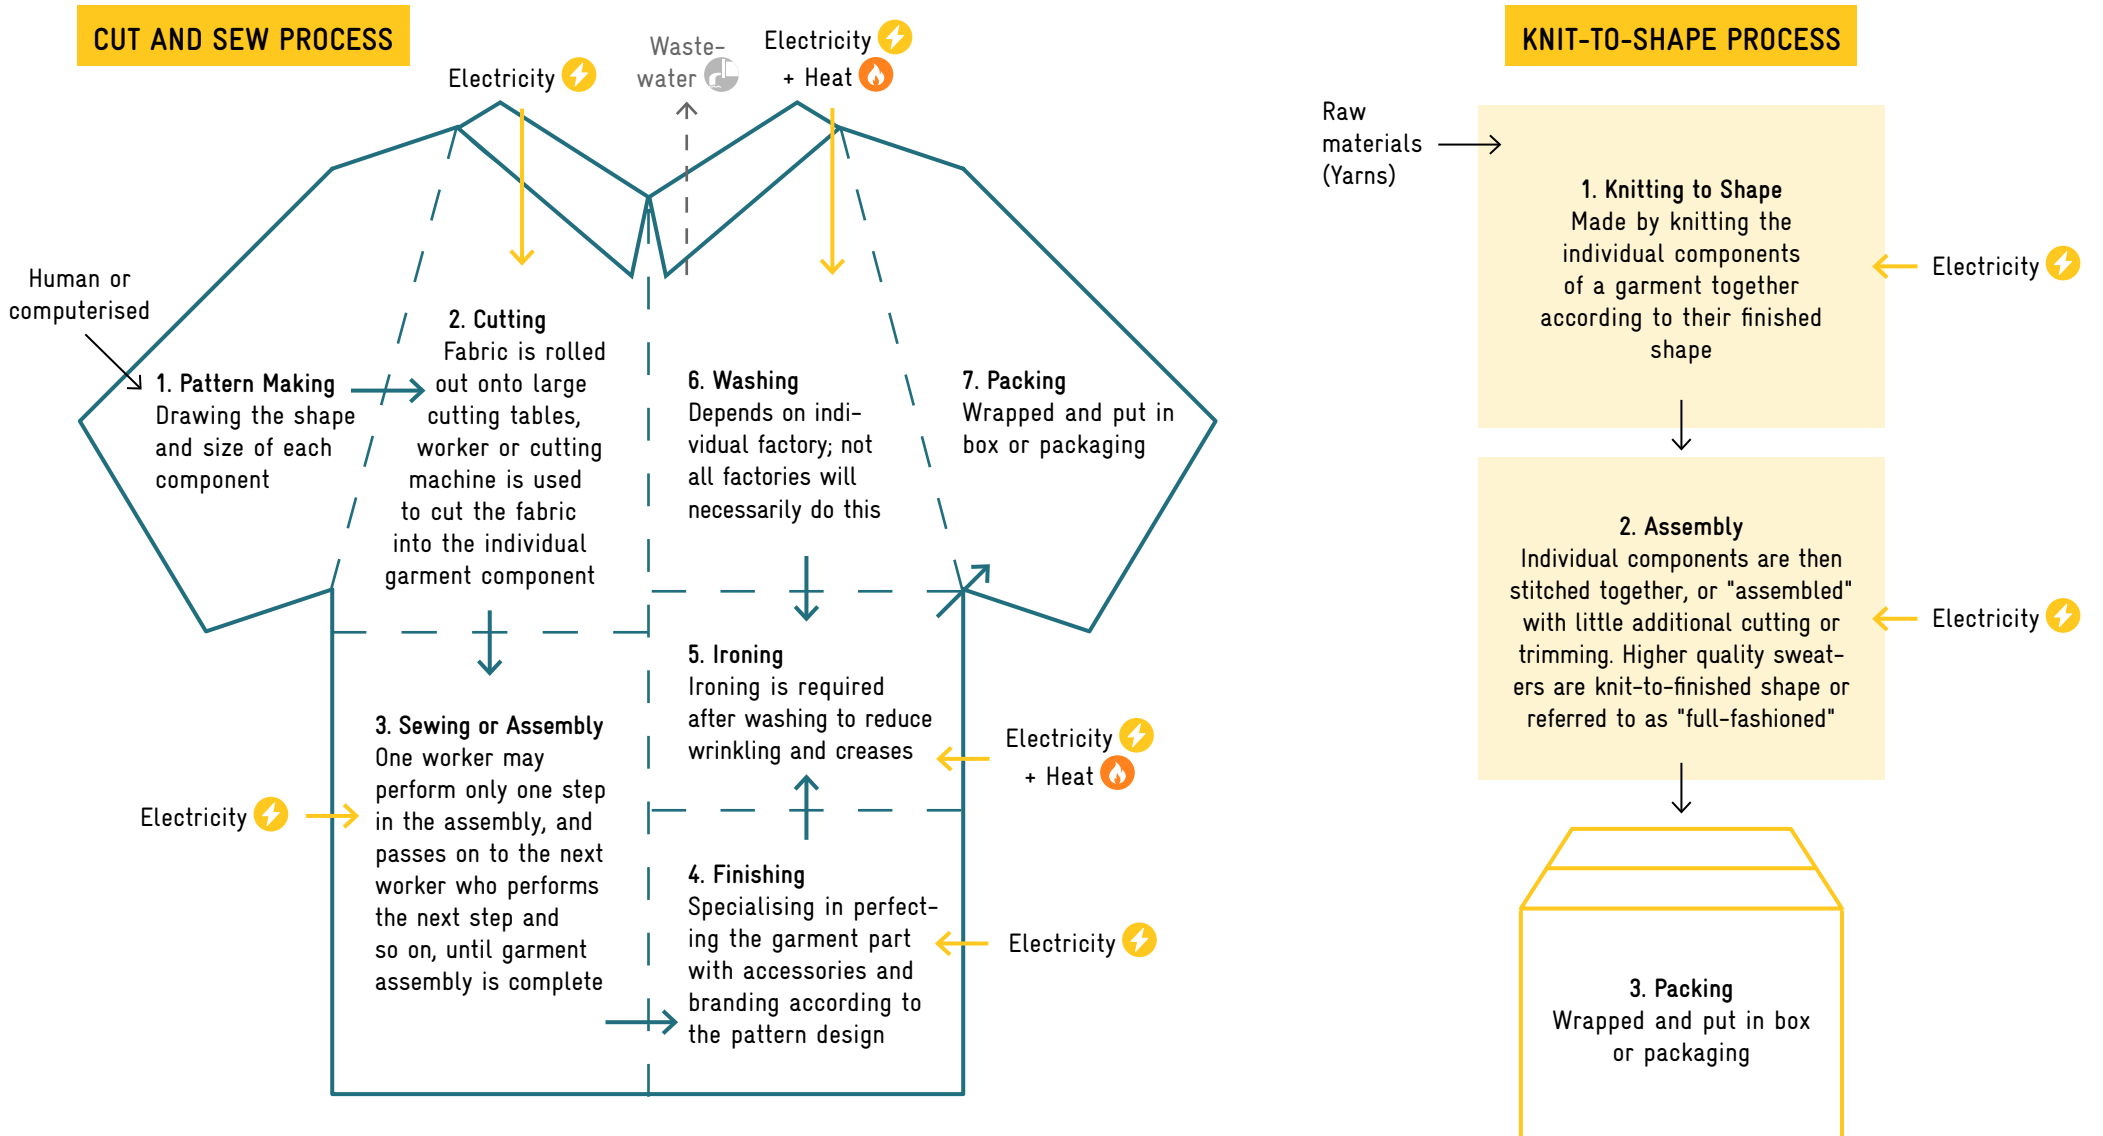 CUT AND SEW PROCESS
Electricity
Waste-
water
Electricity
+ Heat
Human or
computerised
1. Pattern Making
Drawing the shape
and size of each
component
2. Cutting
Fabric is rolled
out onto large
cutting tables,
worker or cutting
machine is used
to cut the fabric
into the individual
garment component
3. Sewing or Assembly
One worker may
perform only one step
in the assembly, and
passes on to the next
worker who performs
the next step and
so on, until garment
assembly is complete
Electricity
4. Finishing
Specialising in perfect-
ing the garment part
with accessories and
branding according to
the pattern design
Electricity
5. Ironing
Ironing is required
after washing to reduce
wrinkling and creases
Electricity
+ Heat
6. Washing
Depends on indi-
vidual factory; not
all factories will
necessarily do this
7. Packing
Wrapped and put in
box or packaging
KNIT-TO-SHAPE PROCESS
Raw
materials
(Yarns)
1. Knitting to Shape
Made by knitting the
individual components
of a garment together
according to their finished
shape
Electricity
2. Assembly
Individual components are then
stitched together, or "assembled"
with little additional cutting or
trimming. Higher quality sweat-
ers are knit-to-finished shape or
referred to as "full-fashioned"
Electricity
3. Packing
Wrapped and put in box
or packaging